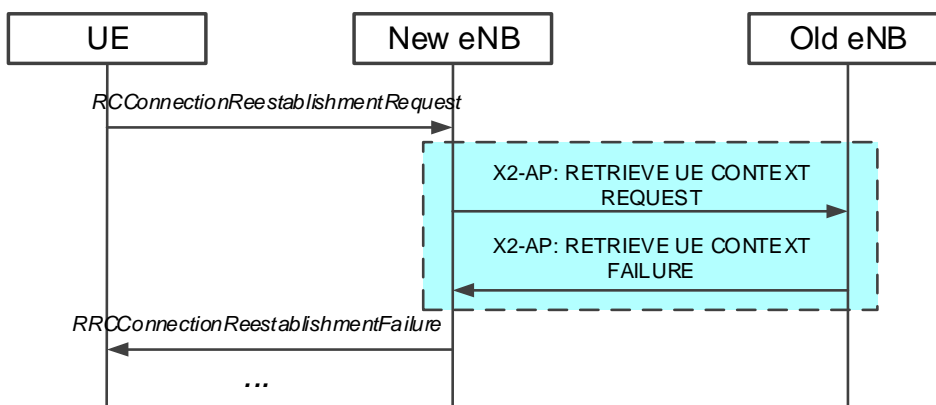 UE
New eNB
Old eNB
RCConnectionReestablishmentRequest
X2-AP: RETRIEVE UE CONTEXT
REQUEST
X2-AP: RETRIEVE UE CONTEXT
FAILURE
RRCConnectionReestablishmentFailure
...